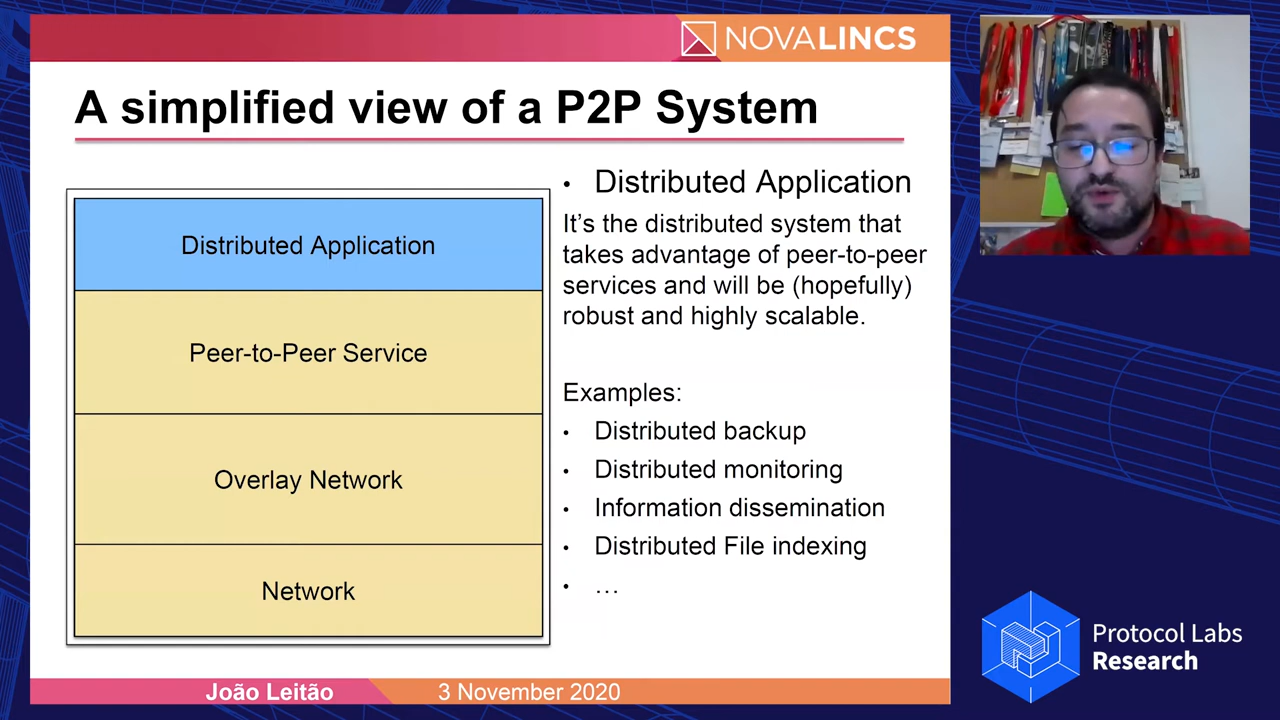 NOVALINCS
A simplified view of a P2P System
Distributed Application
Peer-to-Peer Service
Overlay Network
Network
• Distributed Application
It’s the distributed system that
takes advantage of peer-to-peer
services and will be (hopefully)
robust and highly scalable.
Examples:
• Distributed backup
• Distributed monitoring
• Information dissemination
• Distributed File indexing
• …
João Leitão
3 November 2020
Protocol Labs
Research